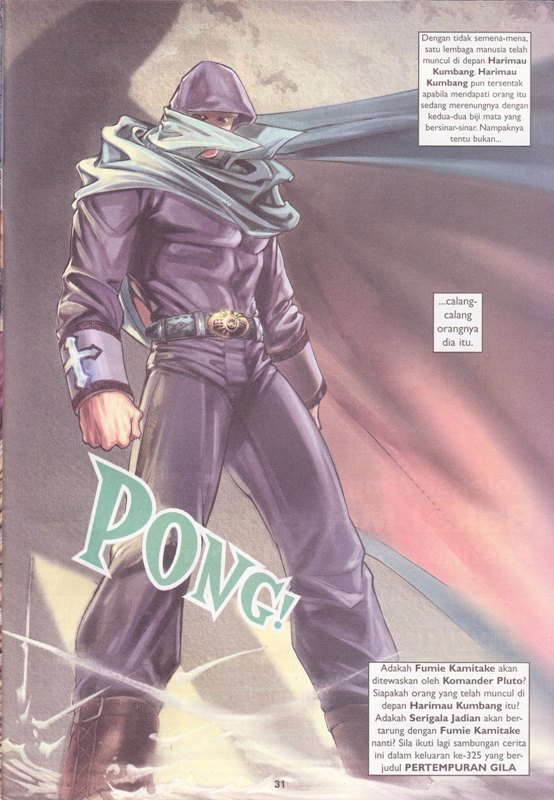 Dengan tidak semena-mena,
satu lembaga manusia telah
muncul di depan Harimau
Kumbang. Harimau
Kumbang pun tersentak
apabila mendapati orang itu
sedang merenungnya dengan
kedua-dua biji mata yang
bersinar-sinar. Nampaknya
tentu bukan...
...calang-
calang
orangnya
dia itu.
PONG!
Adakah Fumie Kamitake akan
ditewaskan oleh Komander Pluto?
Siapakah orang yang telah muncul di
depan Harimau Kumbang itu?
Adakah Serigala Jadian akan ber-
tarung dengan Fumie Kamitake
nanti? Sila ikuti lagi sambungan cerita
ini dalam keluaran ke-325 yang ber-
judul PERTEMPURAN GILA
31